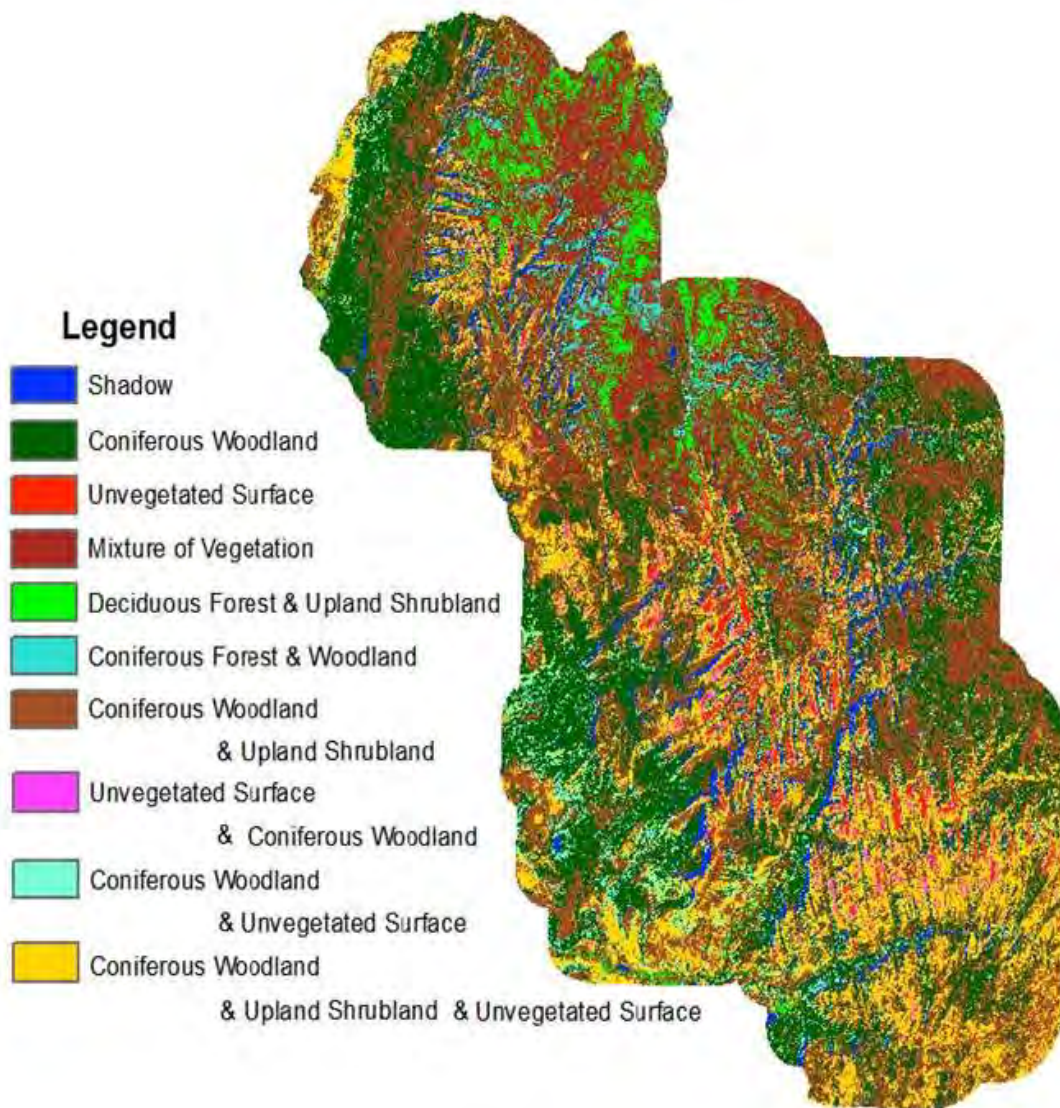 Legend
Shadow
Coniferous Woodland
Unvegetated Surface
Mixture of Vegetation
Deciduous Forest & Upland Shrubland
Coniferous Forest & Woodland
Coniferous Woodland
& Upland Shrubland
Unvegetated Surface
& Coniferous Woodland
Coniferous Woodland
& Unvegetated Surface
Coniferous Woodland
& Upland Shrubland & Unvegetated Surface